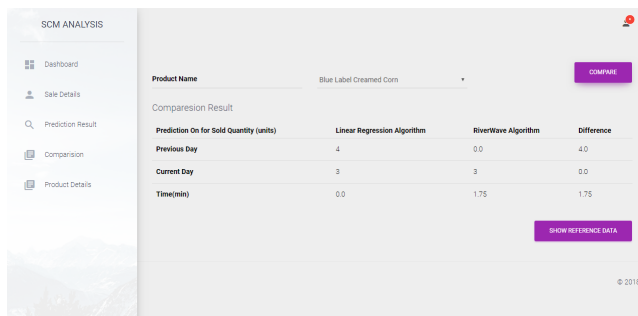 SCM ANALYSIS
Dashboard
Sale Details
Prediction Result
Comparision
Product Details
Product Name
Blue Label Creamed Corn
COMPARE
Comparesion Result
Prediction On for Sold Quantity (units) Linear Regression Algorithm RiverWave Algorithm Difference
Previous Day 4 0.0 4.0
Current Day 3 3 0.0
Time(min) 0.0 1.75 1.75
SHOW REFERENCE DATA